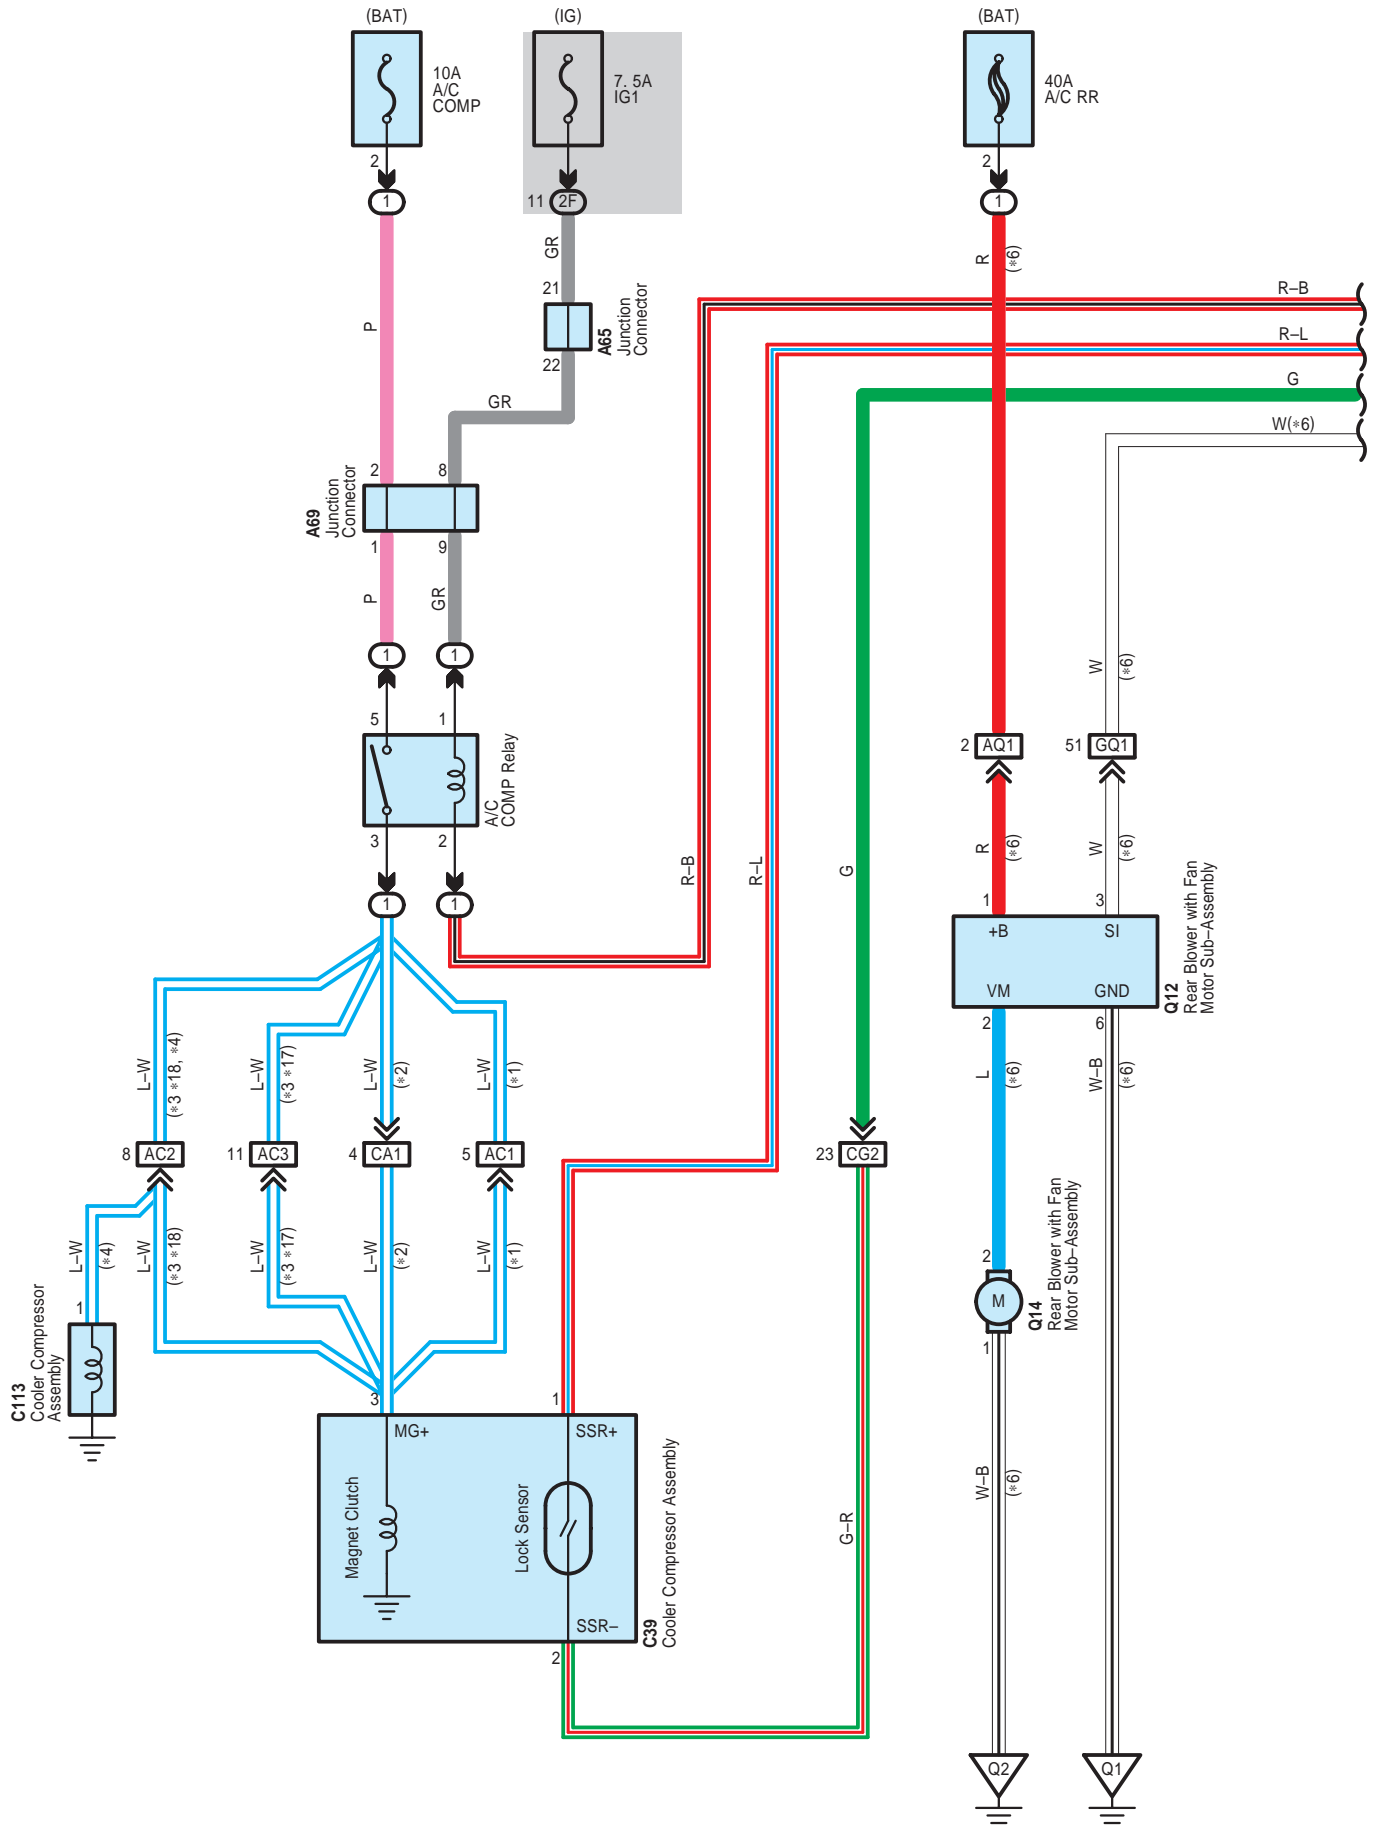 (BAT)
(IG)
(BAT)
10A
A/C
COMP
7. 5A
IG1
40A
A/C RR
2
1
11
2F
2
1
GR
R
(*6)
R–B
21
A65
Junction
Connector
P
R–L
22
G
GR
W(*6)
2
8
A69
Junction
Connector
1
9
P
GR
1
1
W
(*6)
5
1
2
AQ1
51
GQ1
A/C
COMP Relay
3
2
R–B
R–L
G
R
(*6)
W
(*6)
1
1
1
3
+B
SI
VM
GND
Q12
Rear Blower with Fan
Motor Sub–Assembly
2
6
L–W
(*3 *18, *4)
L–W
(*3 *17)
L–W
(*2)
L–W
(*1)
L
(*6)
W–B
(*6)
8
AC2
11
AC3
4
CA1
5
AC1
23
CG2
L–W
(*4)
L–W
(*3 *18)
L–W
(*3 *17)
L–W
(*2)
L–W
(*1)
2
M
Q14
Rear Blower with Fan
Motor Sub–Assembly
1
1
C113
Cooler Compressor
Assembly
3
1
MG+
SSR+
Magnet Clutch
Lock Sensor
SSR–
C39
Cooler Compressor Assembly
2
G–R
W–B
(*6)
Q2
Q1